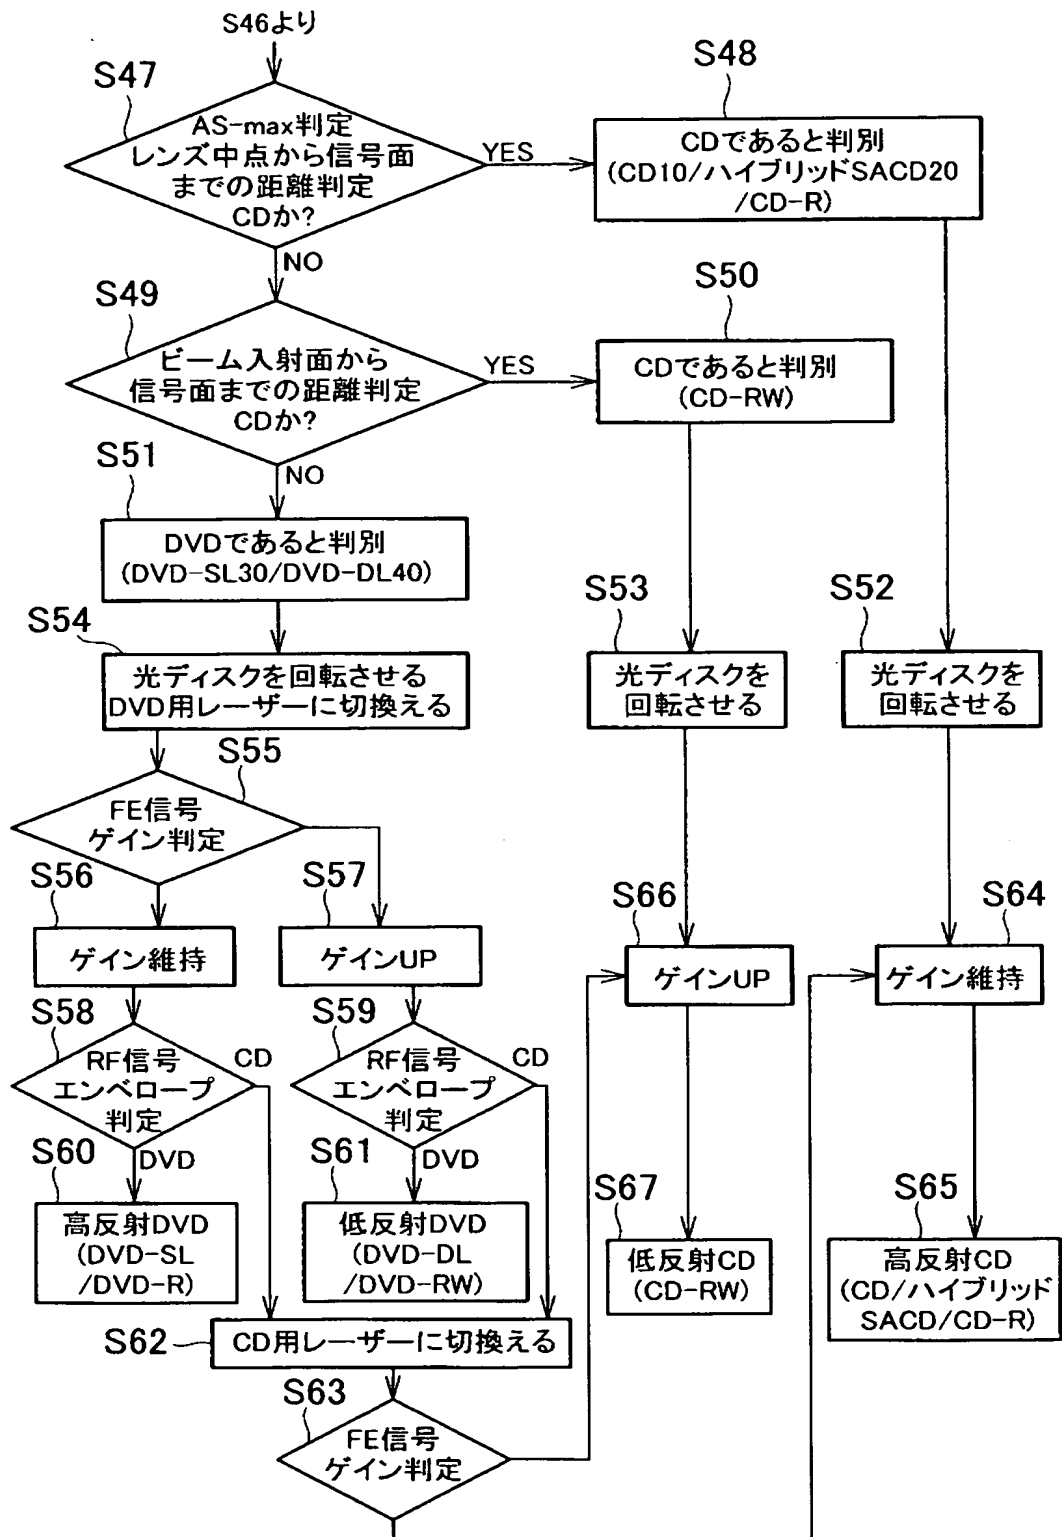 S46より
S47
AS-max判定
レンズ中点から信号面
までの距離判定
CDか?
YES
S48
CDであると判別
(CD10/ハイブリッドSACD20
/CD-R)
NO
S49
ビーム入射面から
信号面までの距離判定
CDか?
YES
S50
CDであると判別
(CD-RW)
NO
S51
DVDであると判別
(DVD-SL30/DVD-DL40)
S54
光ディスクを回転させる
DVD用レーザーに切換える
S53
光ディスクを
回転させる
S52
光ディスクを
回転させる
S55
FE信号
ゲイン判定
S56
ゲイン維持
S57
ゲインUP
S66
ゲインUP
S64
ゲイン維持
S58
RF信号
エンベロープ
判定
CD
DVD
S59
RF信号
エンベロープ
判定
CD
DVD
S60
高反射DVD
(DVD-SL
/DVD-R)
S61
低反射DVD
(DVD-DL
/DVD-RW)
S67
低反射CD
(CD-RW)
S65
高反射CD
(CD/ハイブリッド
SACD/CD-R)
S62
CD用レーザーに切換える
S63
FE信号
ゲイン判定